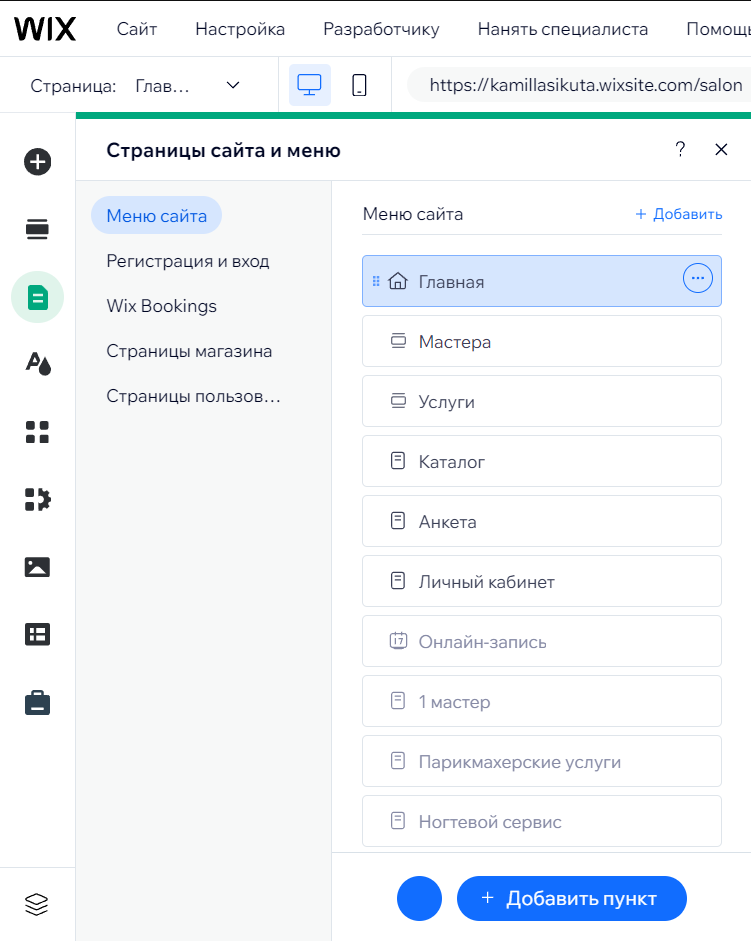 WIX Сайт Настройка Разработчику Нанять специалиста Помощь
Страница: Глав... https://kamillasikuta.wixsite.com/salon
Страницы сайта и меню ? ×
Меню сайта
Регистрация и вход
Wix Bookings
Страницы магазина
Страницы пользов...
Меню сайта + Добавить
Главная
Мастера
Услуги
Каталог
Анкета
Личный кабинет
17 Онлайн-запись
1 мастер
Парикмахерские услуги
Ногтевой сервис
+ Добавить пункт